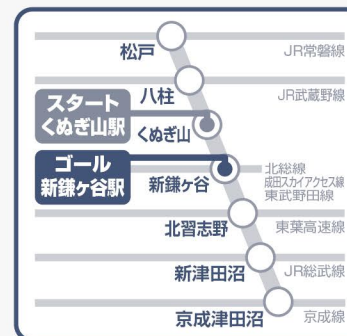 松戸
JR常磐線
八柱
JR武蔵野線
スタート
くぬぎ山駅
くぬぎ山
ゴール
新鎌ヶ谷駅
新鎌ヶ谷
北総線
成田スカイアクセス線
東武野田線
北習志野
東葉高速線
新津田沼
JR総武線
京成津田沼
京成線